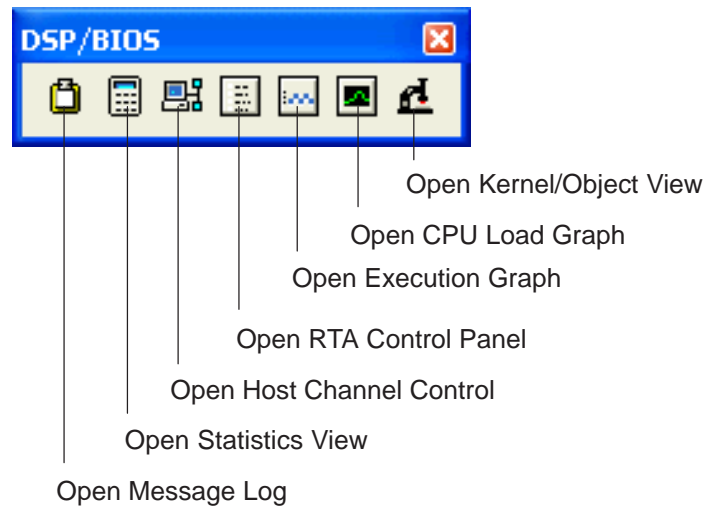 DSP/BIOS
Open Kernel/Object View
Open CPU Load Graph
Open Execution Graph
Open RTA Control Panel
Open Host Channel Control
Open Statistics View
Open Message Log